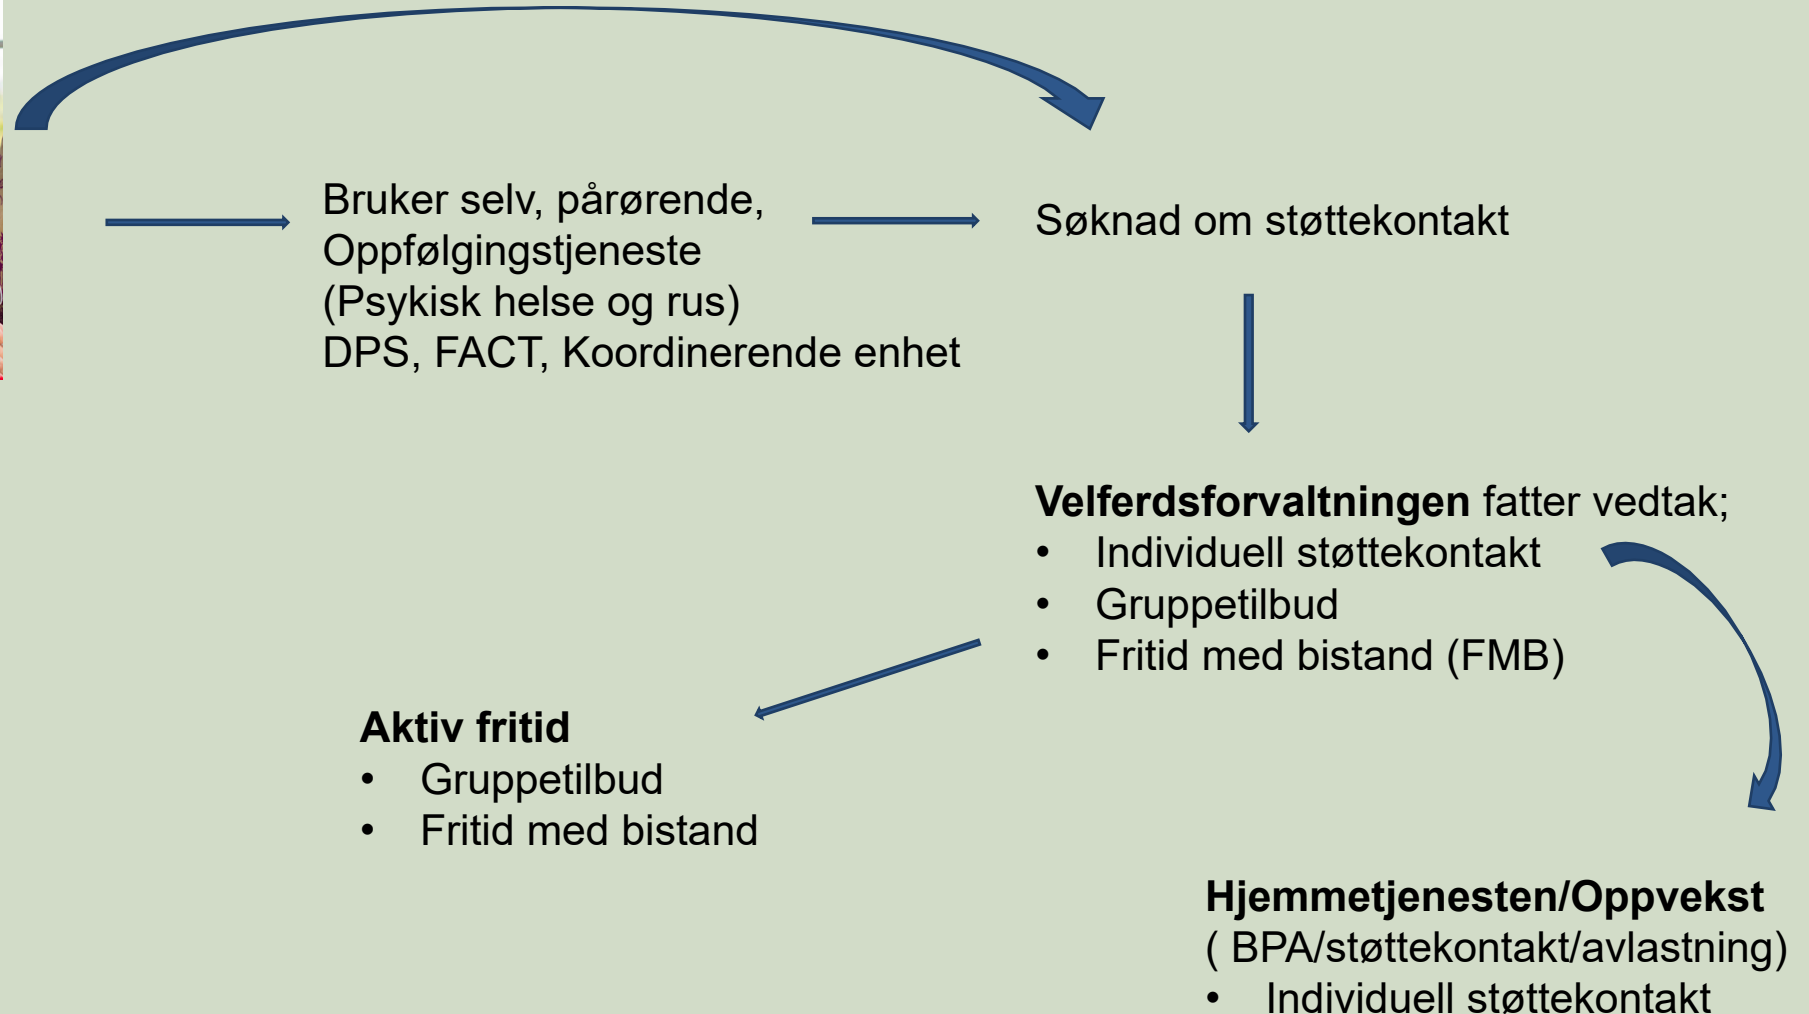 Bruker selv, pårørende,
Oppfølgingstjeneste
(Psykisk helse og rus)
DPS, FACT, Koordinerende enhet
Søknad om støttekontakt
Velferdsforvaltningen fatter vedtak;
• Individuell støttekontakt
• Gruppetilbud
• Fritid med bistand (FMB)
Aktiv fritid
• Gruppetilbud
• Fritid med bistand
Hjemmetjenesten/Oppvekst
( BPA/støttekontakt/avlastning)
• Individuell støttekontakt